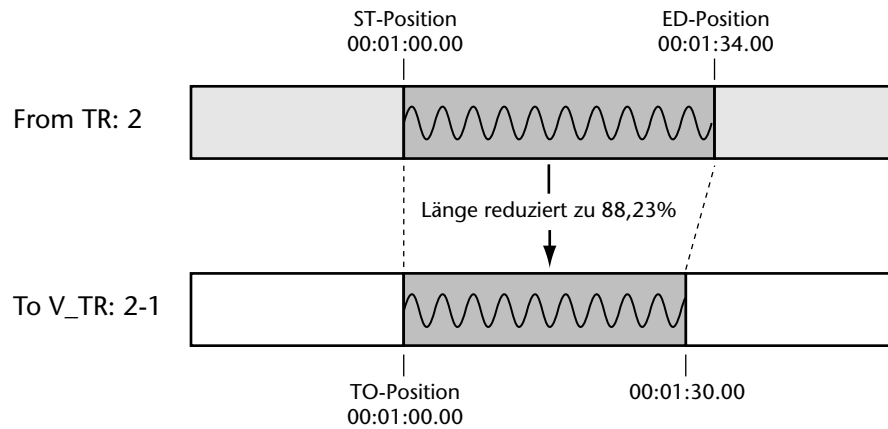 ST-Position
00:01:00.00
ED-Position
00:01:34.00
From TR: 2
Länge reduziert zu 88,23%
To V_TR: 2-1
TO-Position
00:01:00.00
00:01:30.00